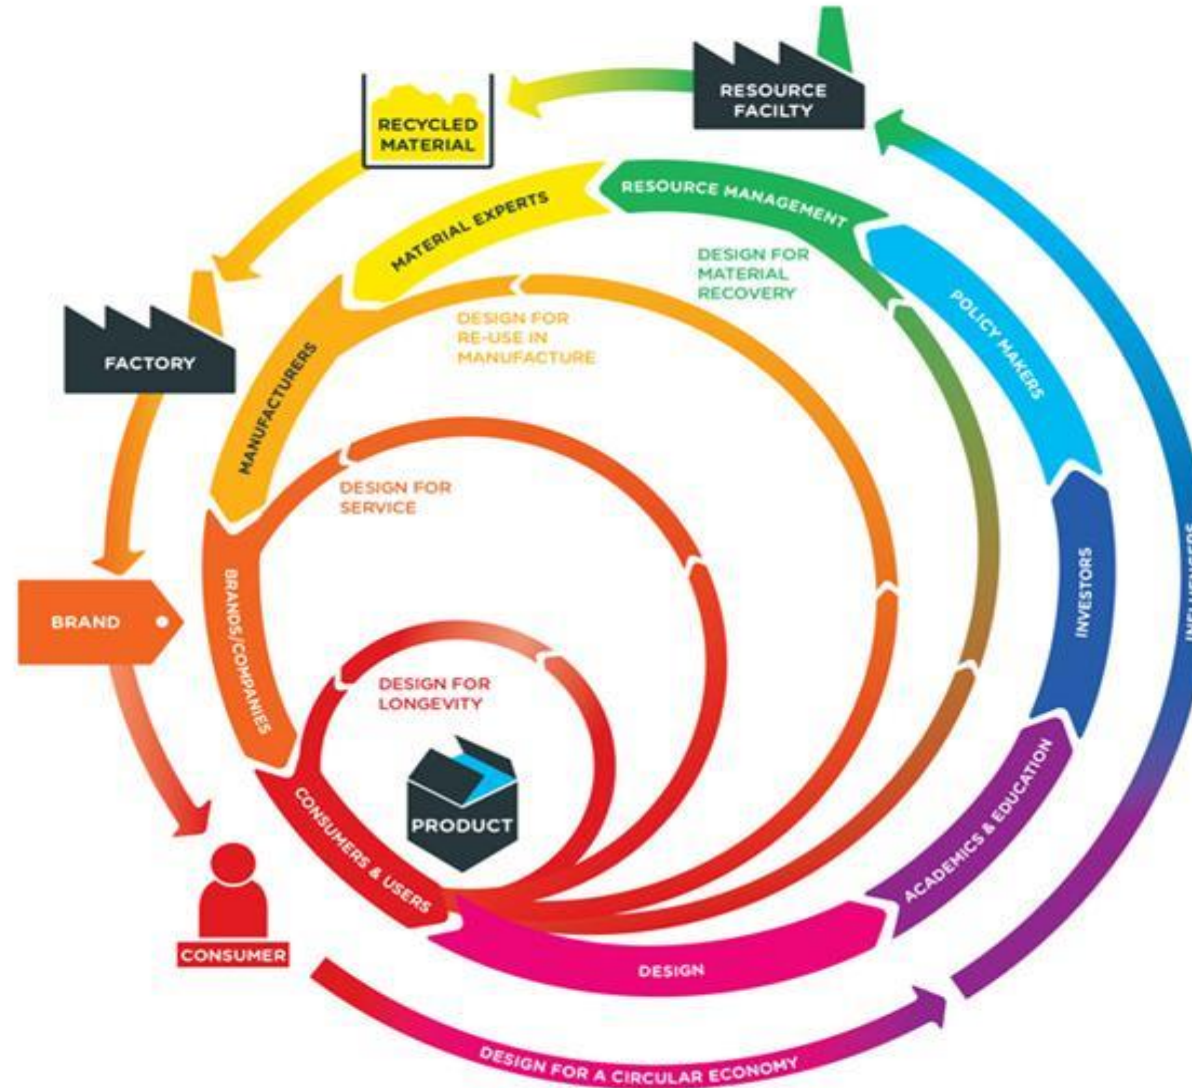 RESOURCE
FACILTY
RECYCLED
MATERIAL
RESOURCE MANAGEMENT
MATERIAL EXPERTS
DESIGN FOR
MATERIAL
RECOVERY
POLICY MAKERS
DESIGN FOR
RE-USE IN
MANUFACTURE
FACTORY
MANUFACTURERS
DESIGN FOR
SERVICE
INVESTORS
INFLUENCERS
BRAND
BRANDS/COMPANIES
DESIGN FOR
LONGEVITY
PRODUCT
CONSUMERS & USERS
ACADEMICS & EDUCATION
CONSUMER
DESIGN
DESIGN FOR A CIRCULAR ECONOMY